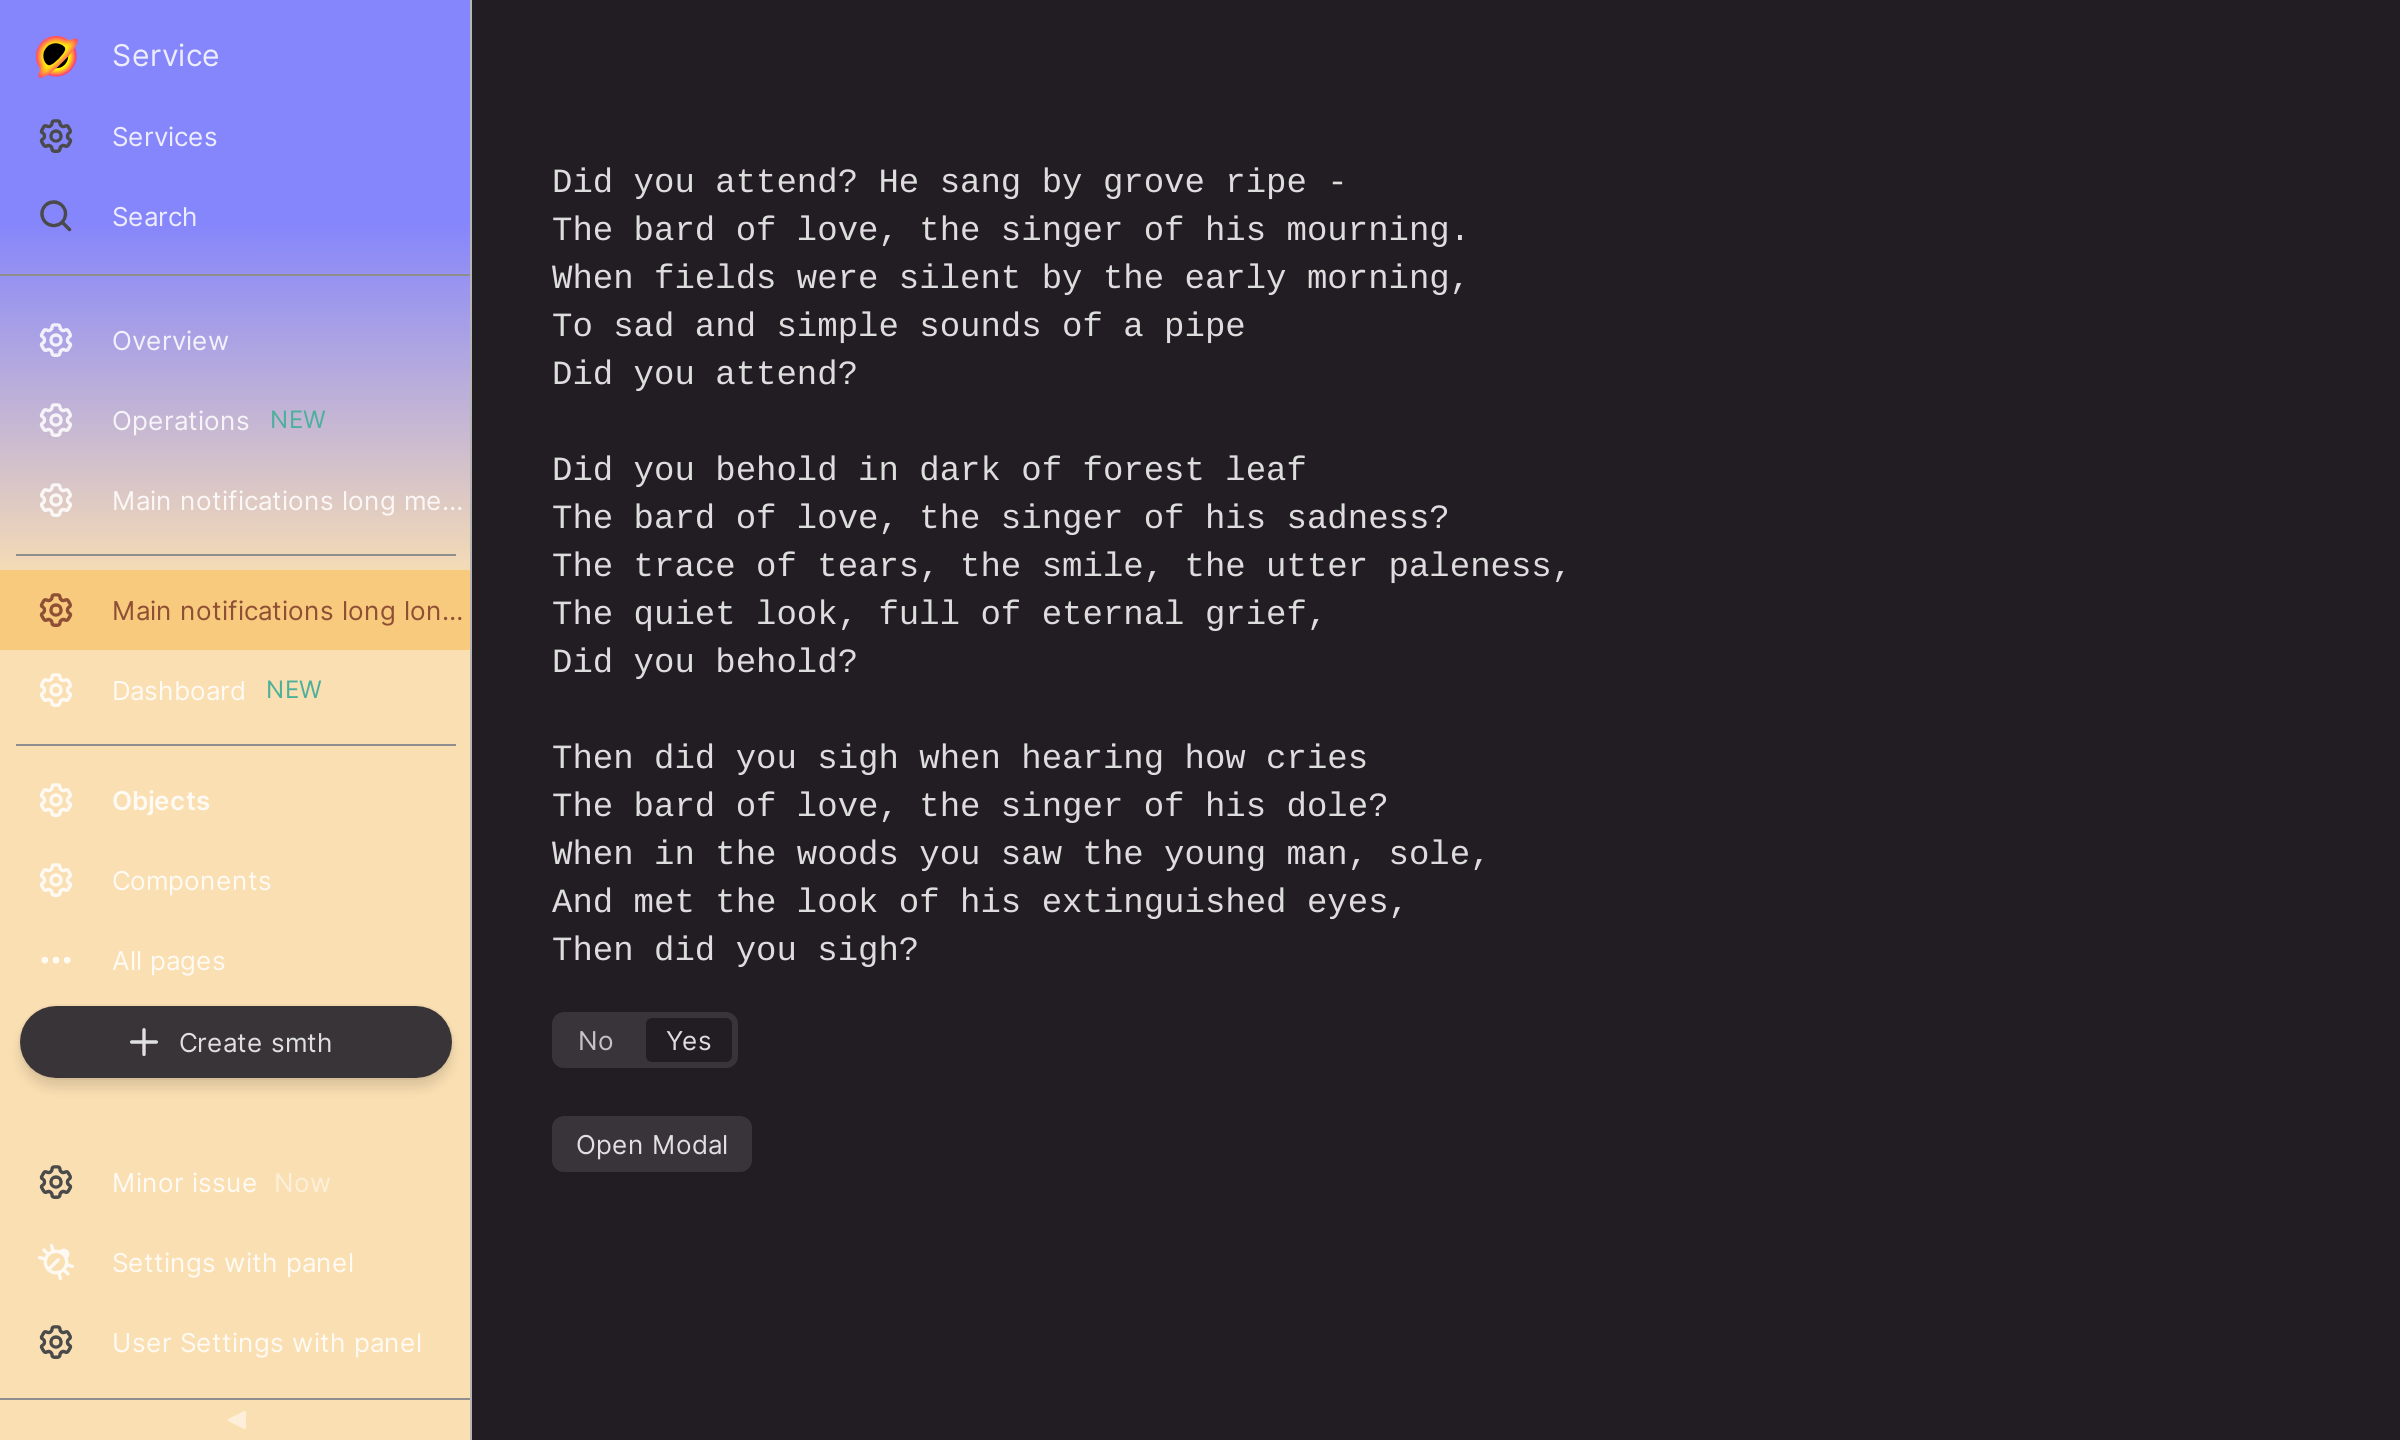 Service
Services
Search
Overview
Operations NEW
Main notifications long me...
Main notifications long lon...
Dashboard NEW
Objects
Components
All pages
Create smth
Minor issue Now
Settings with panel
User Settings with panel
Did you attend? He sang by grove ripe -
The bard of love, the singer of his mourning.
When fields were silent by the early morning,
To sad and simple sounds of a pipe
Did you attend?
Did you behold in dark of forest leaf
The bard of love, the singer of his sadness?
The trace of tears, the smile, the utter paleness,
The quiet look, full of eternal grief,
Did you behold?
Then did you sigh when hearing how cries
The bard of love, the singer of his dole?
When in the woods you saw the young man, sole,
And met the look of his extinguished eyes,
Then did you sigh?
No Yes
Open Modal